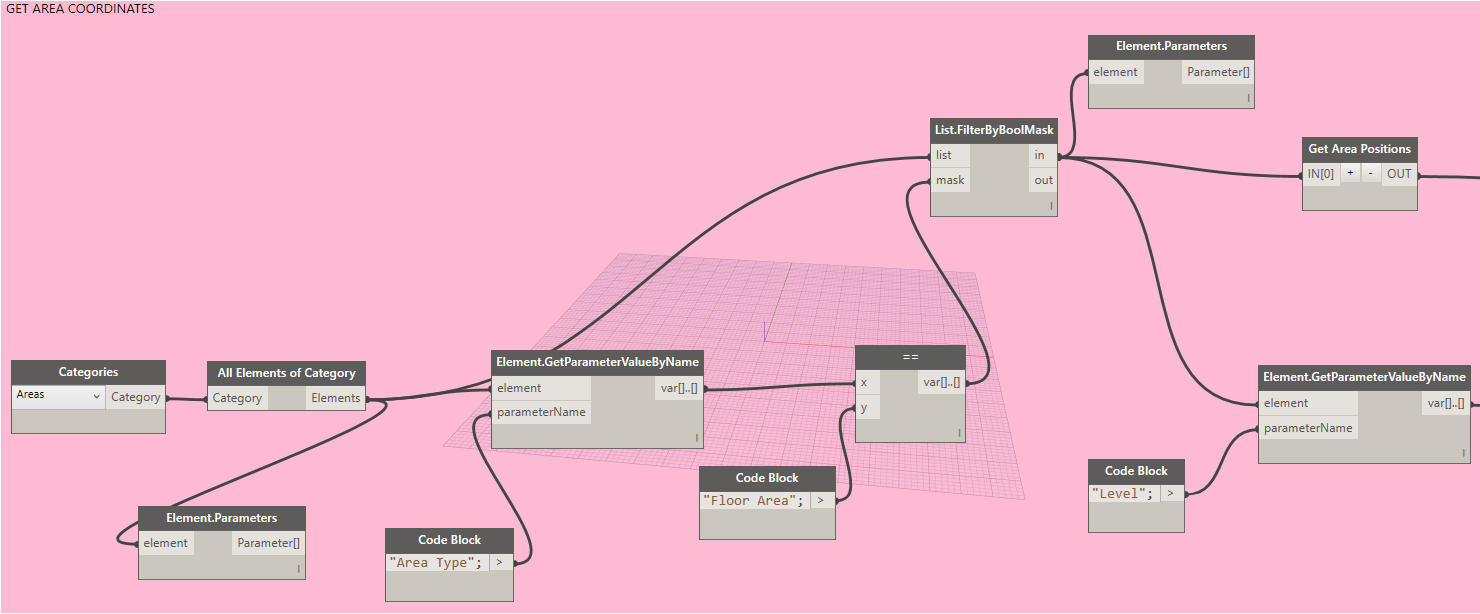 GET AREA COORDINATES
Element.Parameters
element Parameter[]
List.FilterByBoolMask
list in
mask out
Get Area Positions
IN[0] + - OUT
Categories
Areas Category
All Elements of Category
Category Elements
Element.GetParameterValueByName
element var[]..[]
parameterName
==
x var[]..[]
y
Element.GetParameterValueByName
element var[]..[]
parameterName
Code Block
"Floor Area"; >
Code Block
"Level"; >
Element.Parameters
element Parameter[]
Code Block
"Area Type"; >